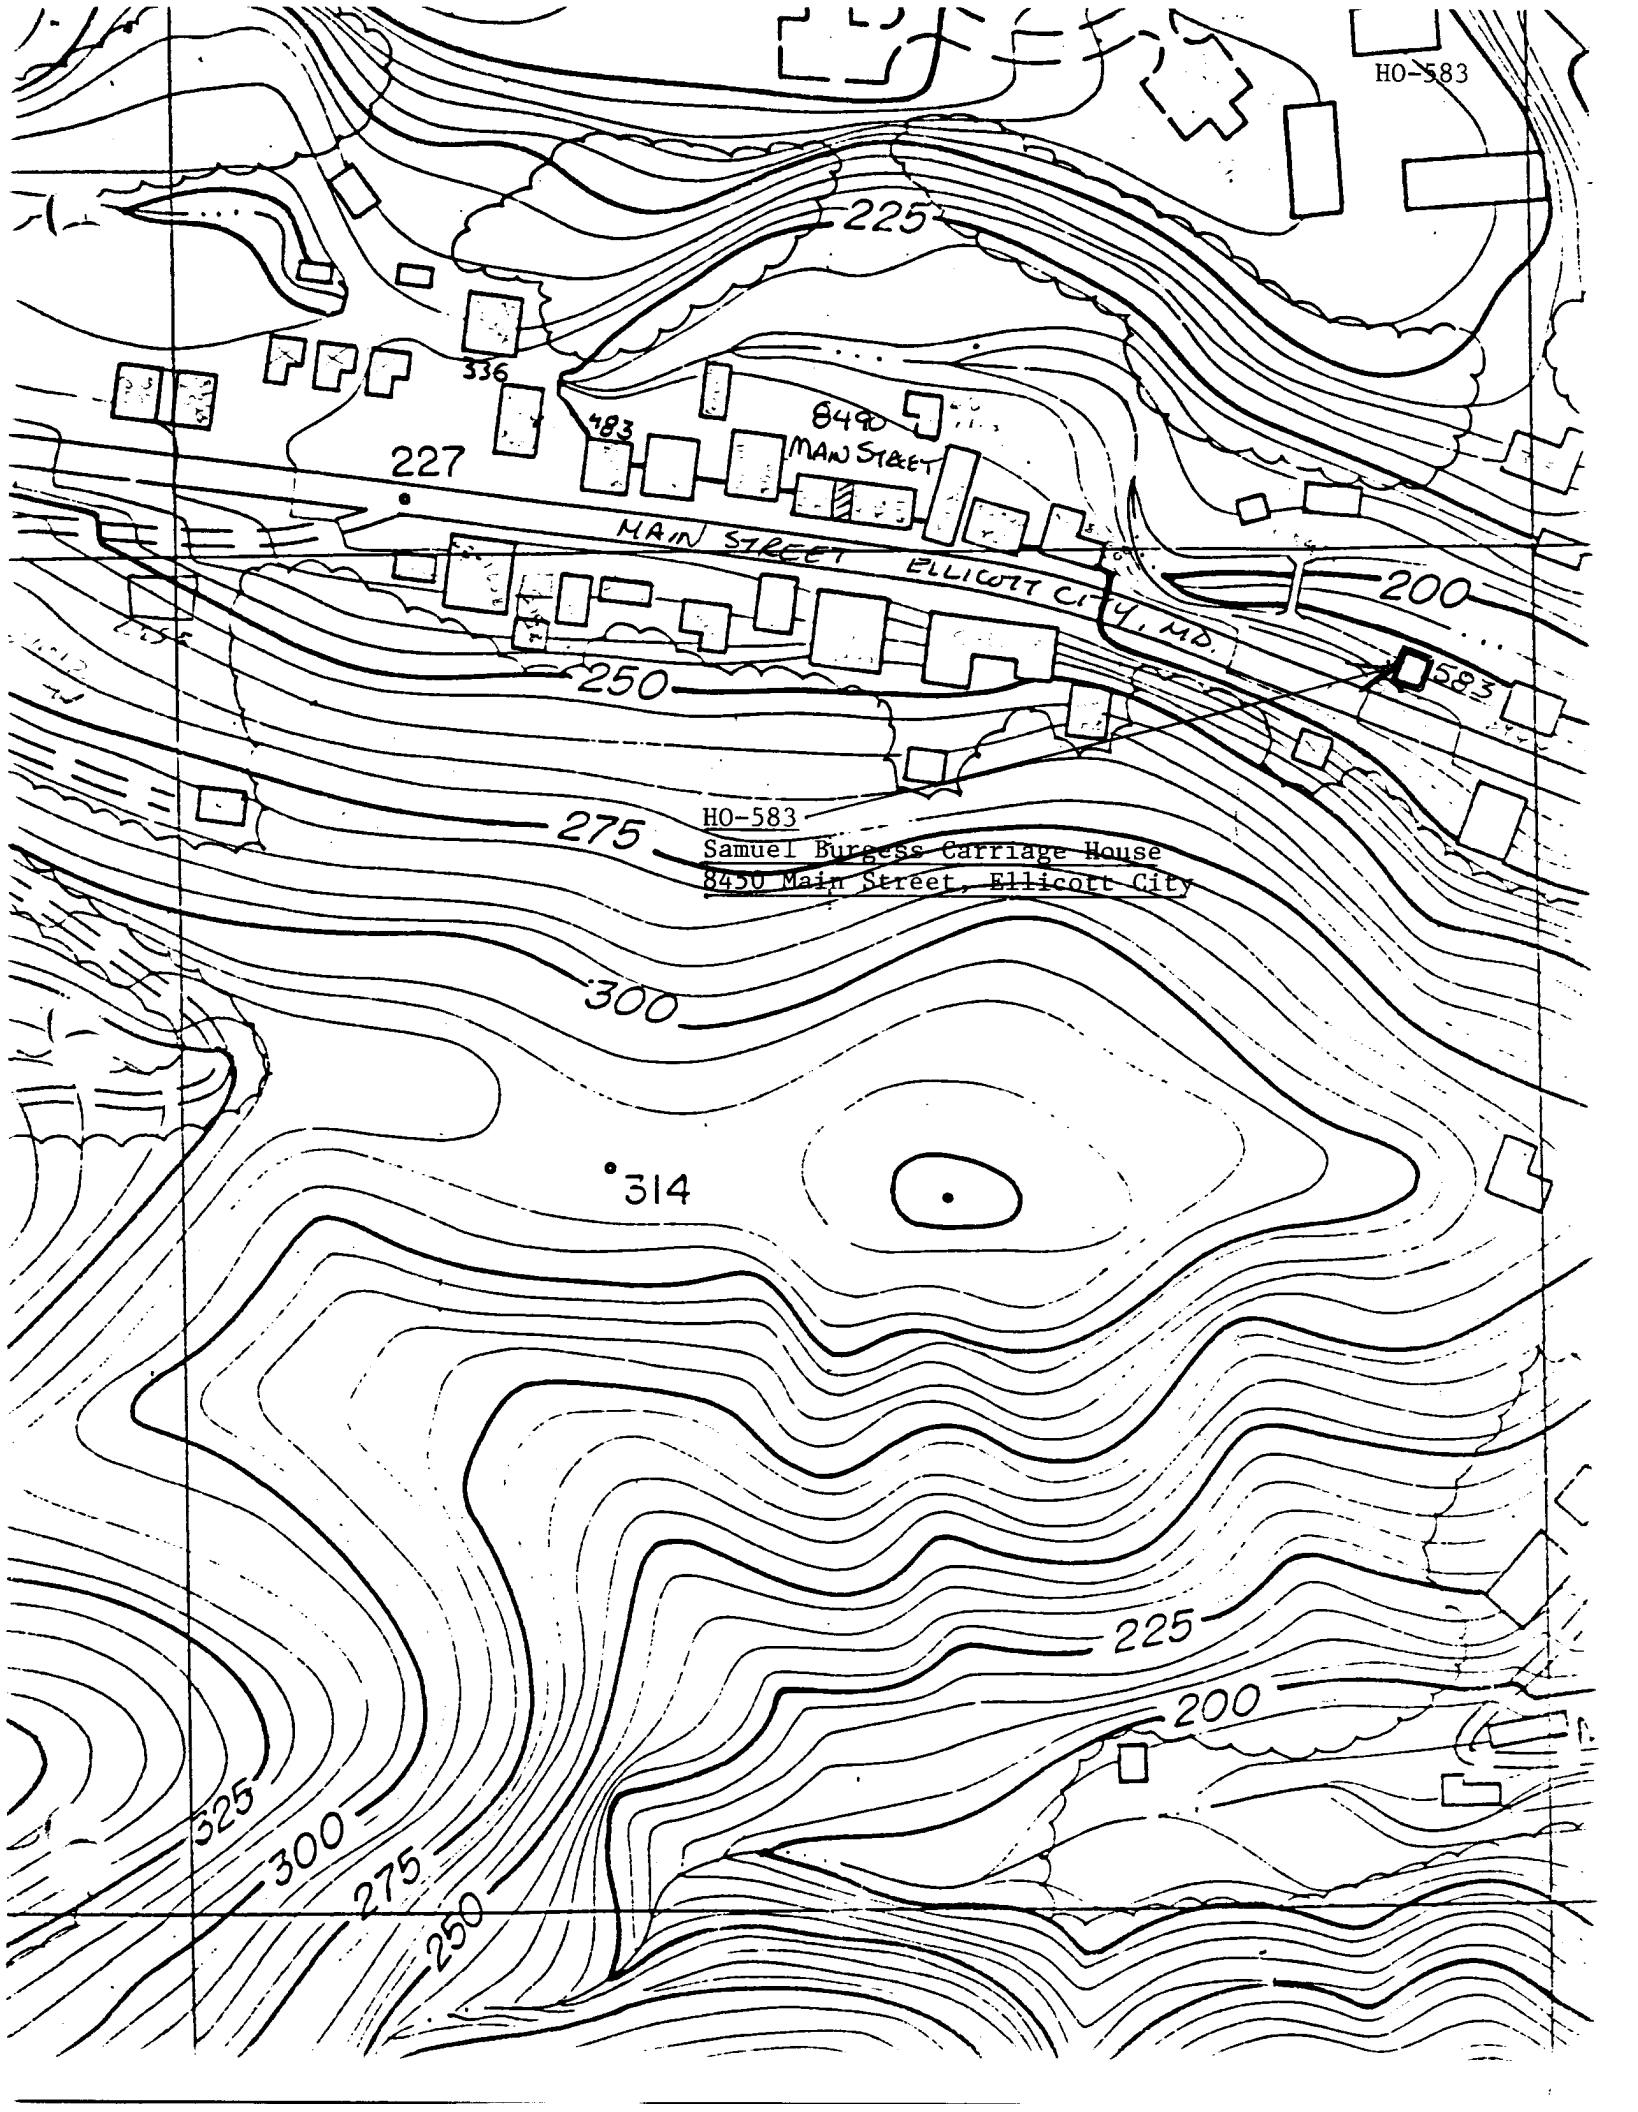 HO-583
225
336
483
8490
MAIN STREET
227
MAIN STREET ELLICOTT CITY, MD.
200
583
250
275
HO-583
Samuel Burgess Carriage House
8450 Main Street, Ellicott City
300
314
225
200
325
300
275
250